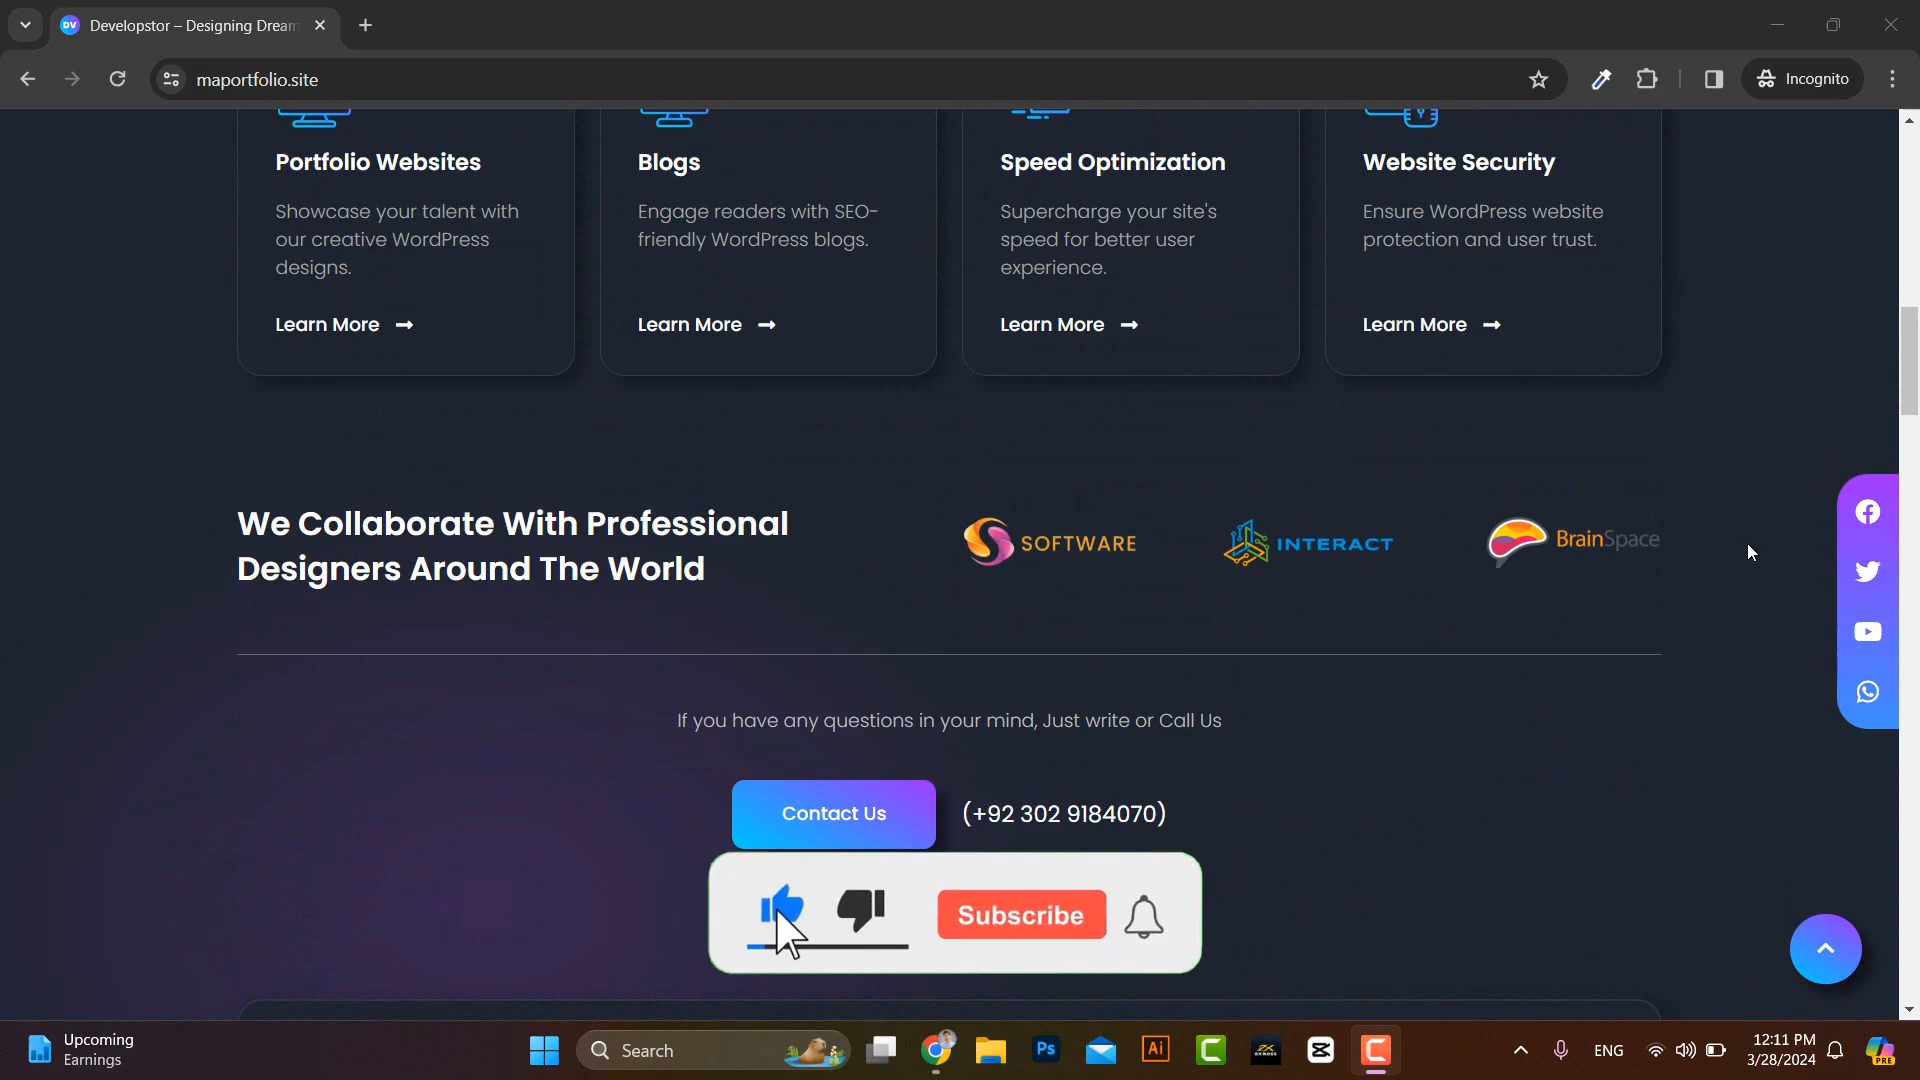 DV Developstor – Designing Dream
maportfolio.site
Incognito
Portfolio Websites
Showcase your talent with
our creative WordPress
designs.
Learn More
Blogs
Engage readers with SEO-
friendly WordPress blogs.
Learn More
Speed Optimization
Supercharge your site's
speed for better user
experience.
Learn More
Website Security
Ensure WordPress website
protection and user trust.
Learn More
We Collaborate With Professional
Designers Around The World
SOFTWARE
INTERACT
BrainSpace
If you have any questions in your mind, Just write or Call Us
Contact Us
(+92 302 9184070)
Subscribe
Upcoming
Earnings
Search
Ps
Ai
ENG
12:11 PM
3/28/2024
PRE